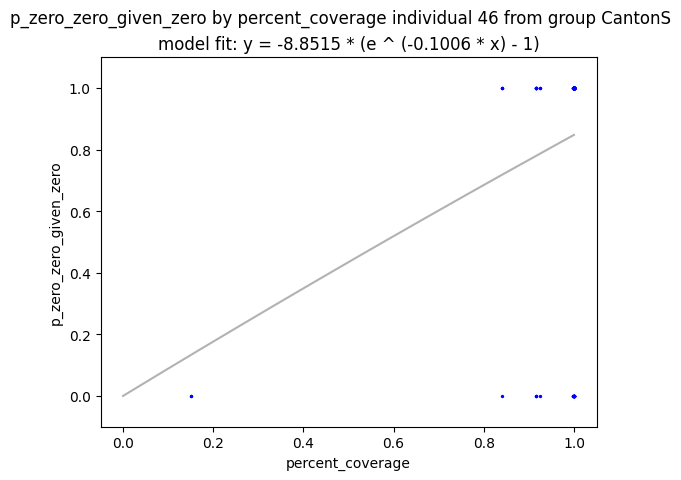 p_zero_zero_given_zero by percent_coverage individual 46 from group CantonS
model fit: y = -8.8515 * (e ^ (-0.1006 * x) - 1)
1.0
0.8
0.6
0.4
0.2
0.0
p_zero_zero_given_zero
0.0 0.2 0.4 0.6 0.8 1.0
percent_coverage